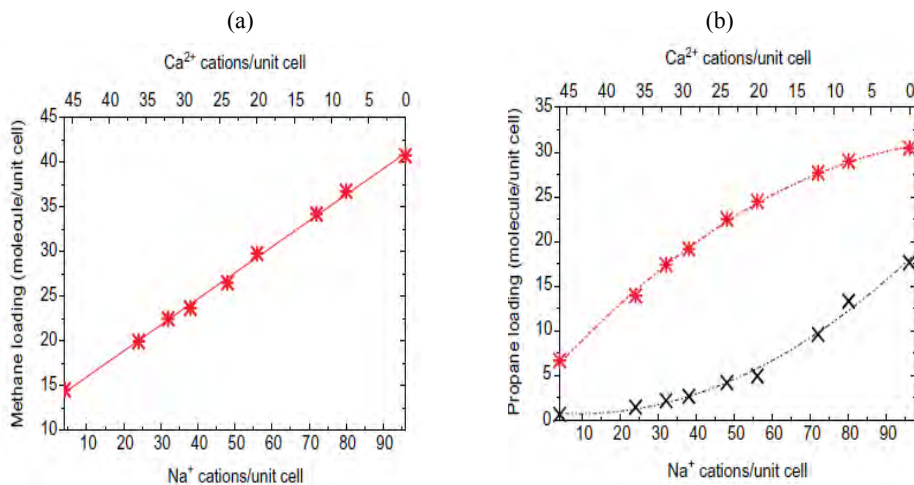 (a)
Ca²⁺ cations/unit cell
45 40 35 30 25 20 15 10 5 0
45
40
35
30
25
20
15
10
Methane loading (molecule/unit cell)
10 20 30 40 50 60 70 80 90
Na⁺ cations/unit cell
(b)
Ca²⁺ cations/unit cell
45 40 35 30 25 20 15 10 5 0
35
30
25
20
15
10
5
0
Propane loading (molecule/unit cell)
10 20 30 40 50 60 70 80 90
Na⁺ cations/unit cell